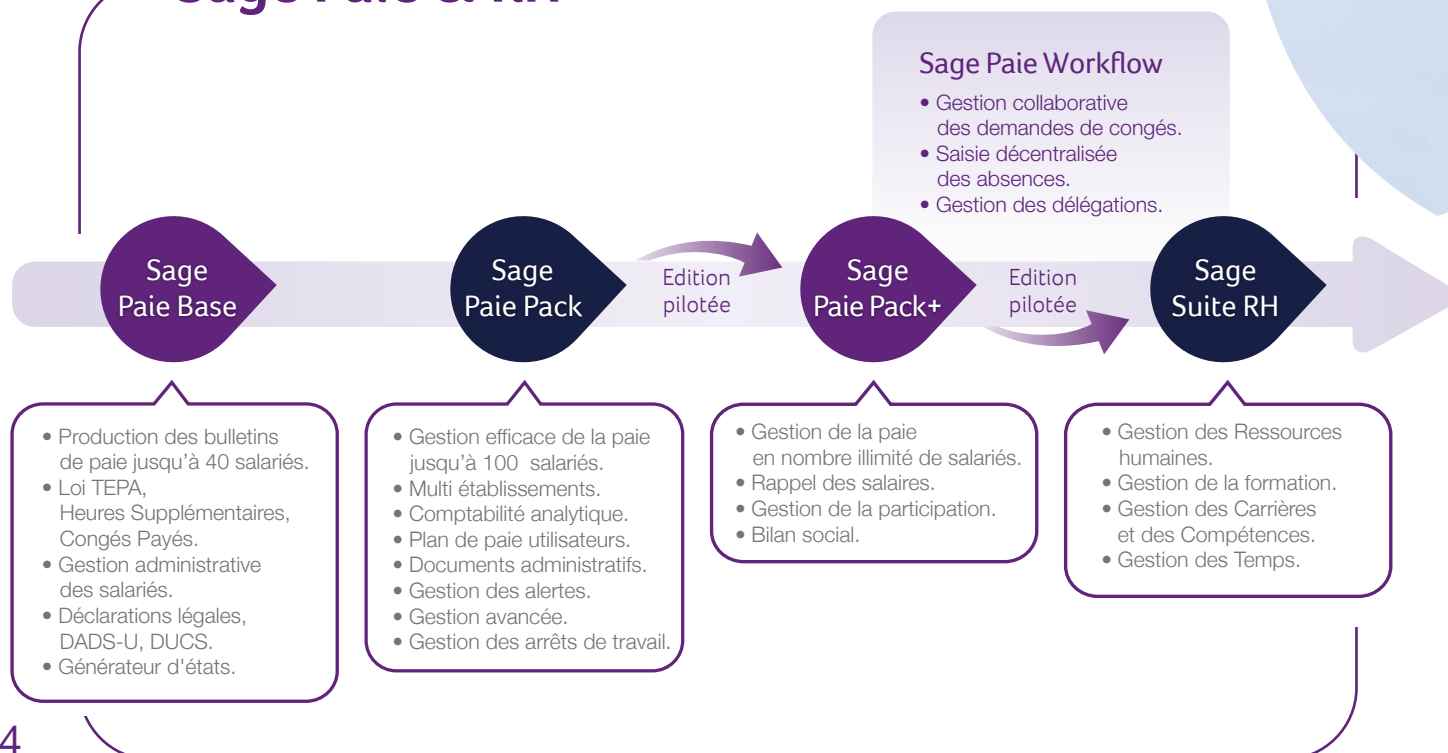 Sage Paie & RH
Sage Paie Workflow
• Gestion collaborative
des demandes de congés.
• Saisie décentralisée
des absences.
• Gestion des délégations.
Sage
Paie Base
Sage
Paie Pack
Edition
pilotée
Sage
Paie Pack+
Edition
pilotée
Sage
Suite RH
• Production des bulletins
de paie jusqu'à 40 salariés.
• Loi TEPA,
Heures Supplémentaires,
Congés Payés.
• Gestion administrative
des salariés.
• Déclarations légales,
DADS-U, DUCS.
• Générateur d'états.
• Gestion efficace de la paie
jusqu'à 100 salariés.
• Multi établissements.
• Comptabilité analytique.
• Plan de paie utilisateurs.
• Documents administratifs.
• Gestion des alertes.
• Gestion avancée.
• Gestion des arrêts de travail.
• Gestion de la paie
en nombre illimité de salariés.
• Rappel des salaires.
• Gestion de la participation.
• Bilan social.
• Gestion des Ressources
humaines.
• Gestion de la formation.
• Gestion des Carrières
et des Compétences.
• Gestion des Temps.
4